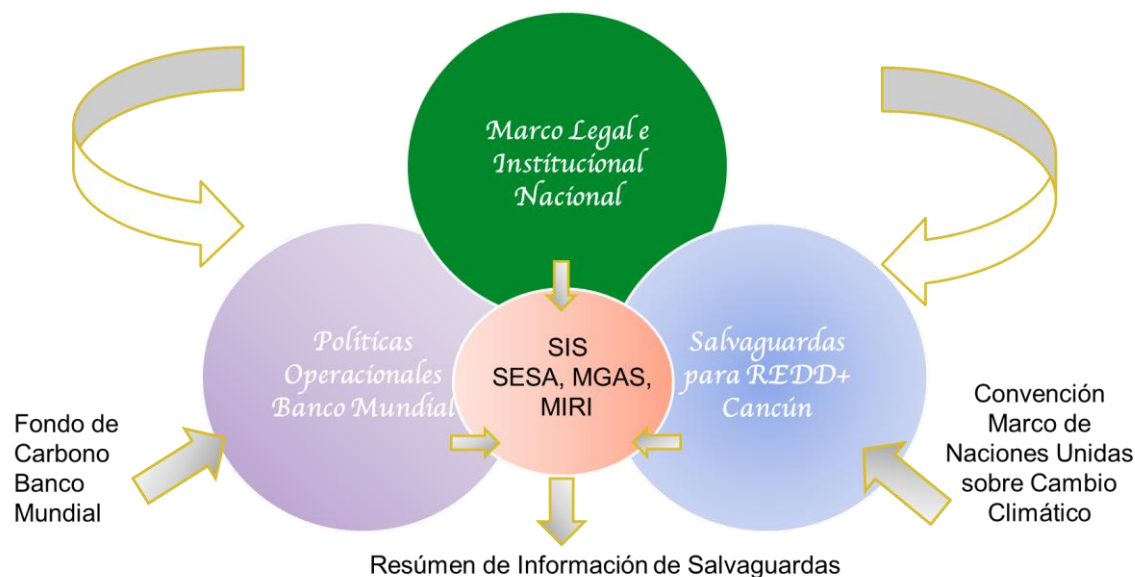 Marco Legal e
Institucional
Nacional
Políticas
Operacionales
Banco Mundial
SIS
SESA, MGAS,
MIRI
Salvaguardas
para REDD+
Cancún
Fondo de
Carbono
Banco
Mundial
Convención
Marco de
Naciones Unidas
sobre Cambio
Climático
Resúmen de Información de Salvaguardas